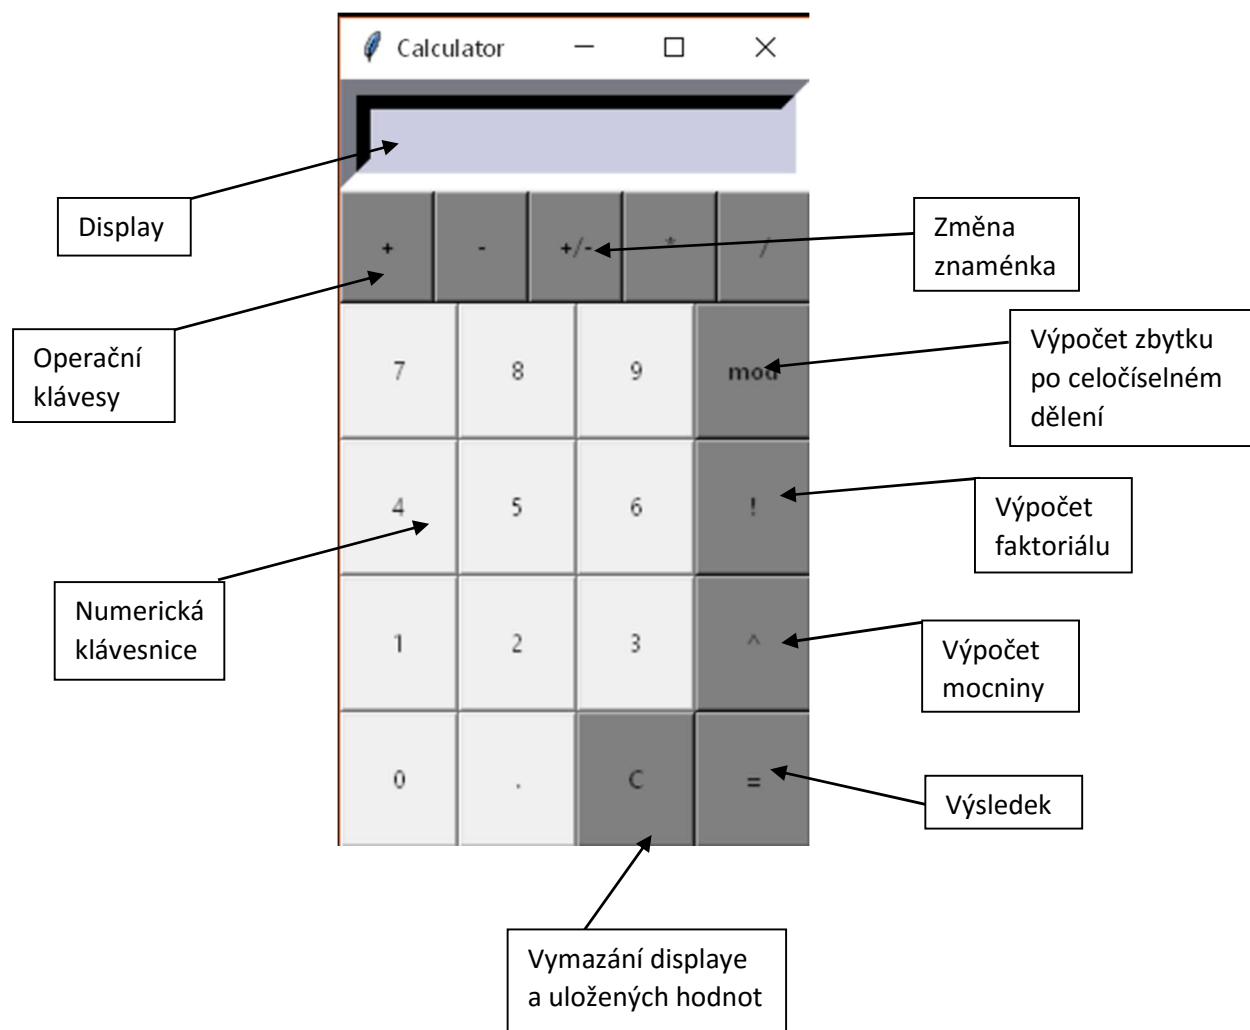 Calculator
Display
+ - +/- * /
Změna
znaménka
Operační
klávesy
7 8 9 mod
Výpočet zbytku
po celočíselném
dělení
4 5 6 !
Výpočet
faktoriálu
Numerická
klávesnice
1 2 3 ^
Výpočet
mocniny
0 . C =
Výsledek
Vymazání displaye
a uložených hodnot